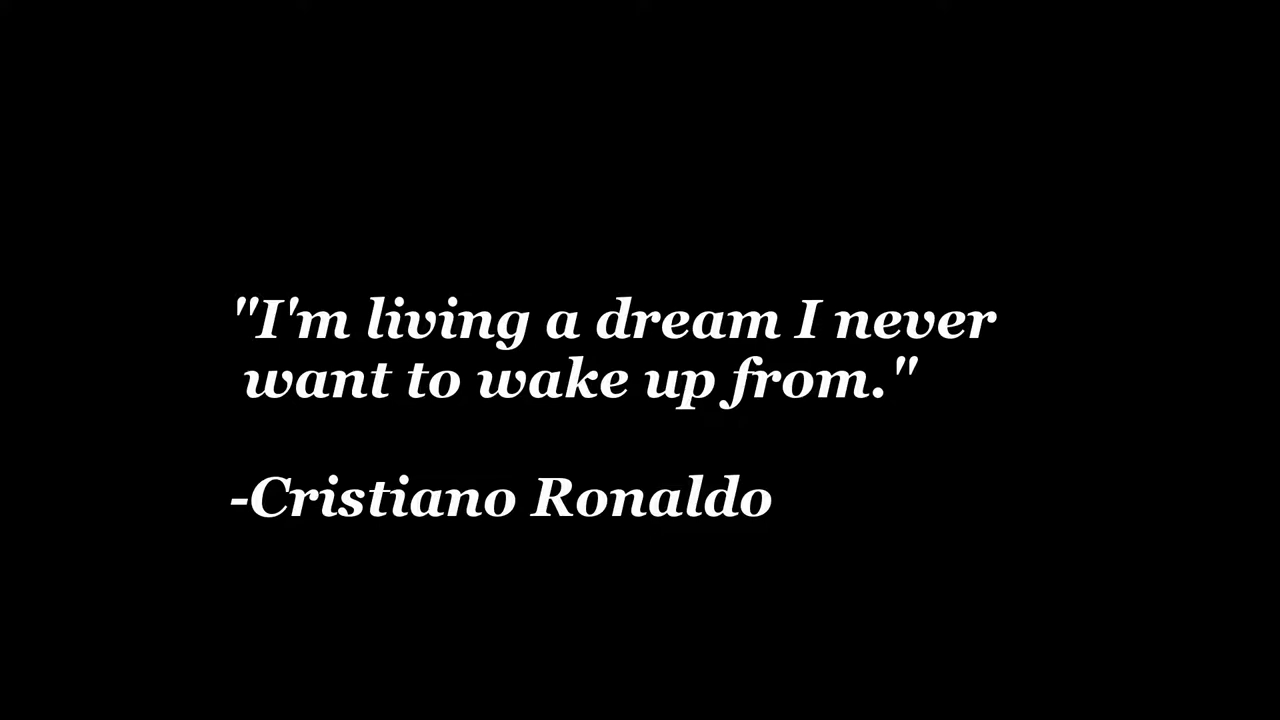 "I'm living a dream I never
want to wake up from."
-Cristiano Ronaldo